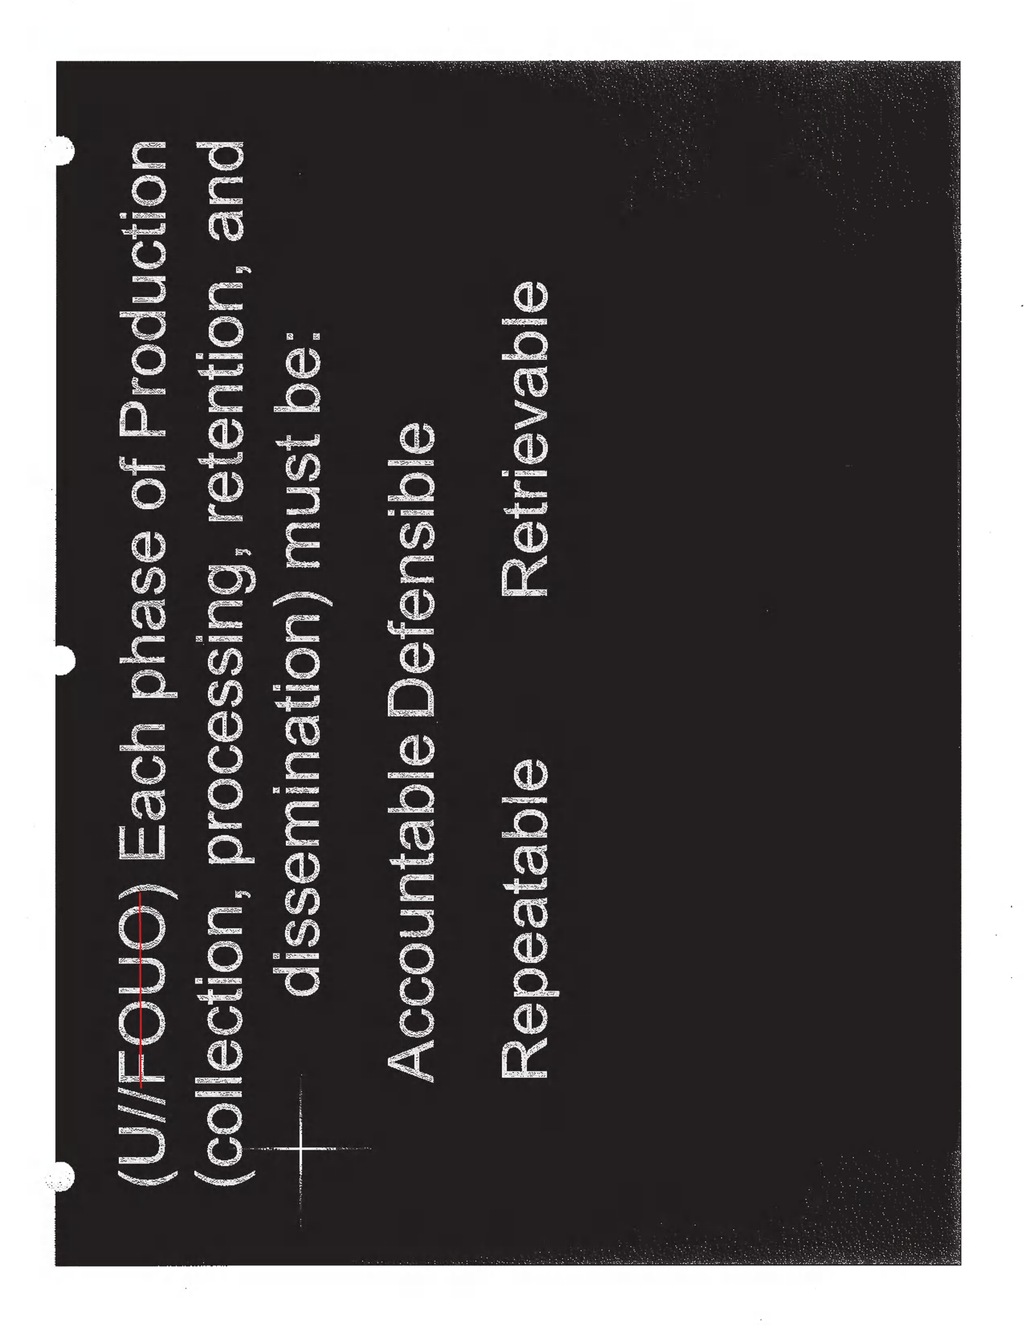 (U//FOUO) Each phase of Production
(collection, processing, retention, and
dissemination) must be:
Accountable Defensible
Repeatable Retrievable